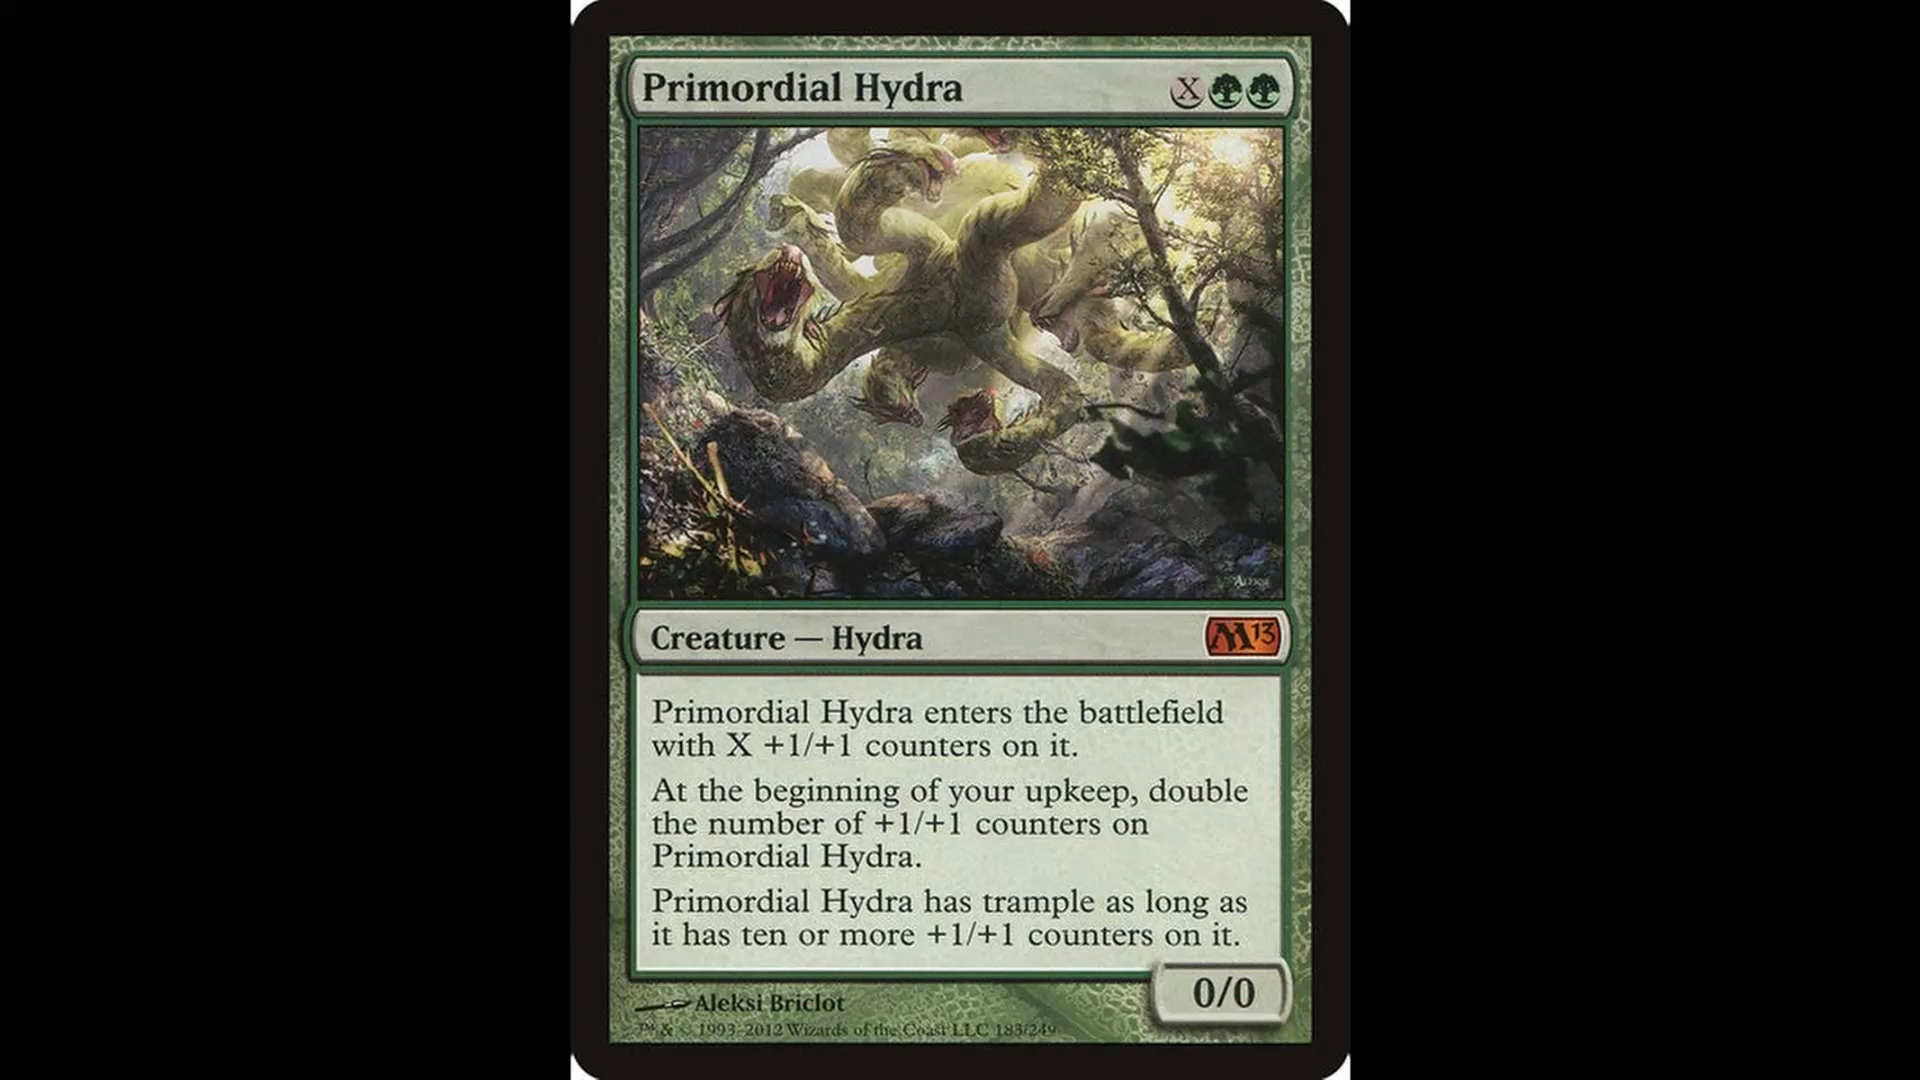 Primordial Hydra X
Creature — Hydra M13
Primordial Hydra enters the battlefield
with X +1/+1 counters on it.
At the beginning of your upkeep, double
the number of +1/+1 counters on
Primordial Hydra.
Primordial Hydra has trample as long as
it has ten or more +1/+1 counters on it.
0/0
Aleksi Briclot
™ & © 1993–2012 Wizards of the Coast LLC 183/249